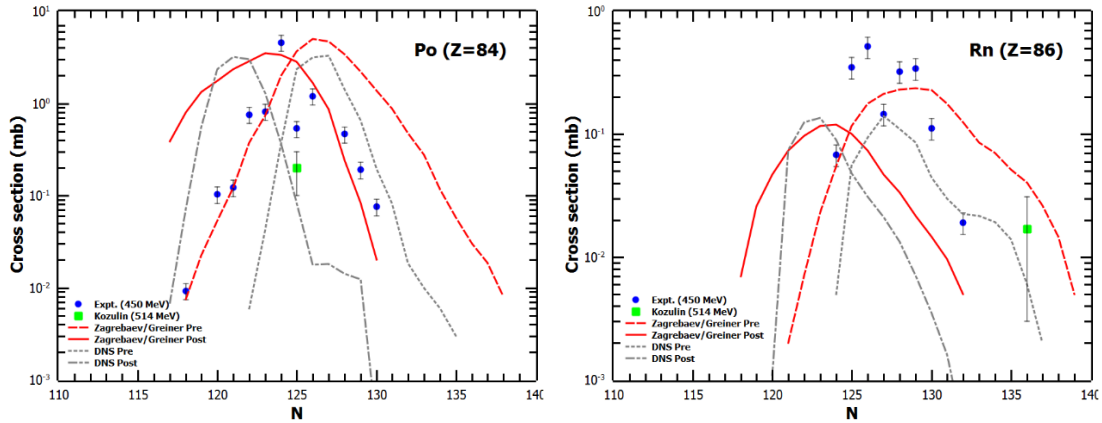 Po (Z=84)
Cross section (mb)
10^1
10^0
10^-1
10^-2
10^-3
Expt. (450 MeV)
Kozulin (514 MeV)
Zagrebaev/Greiner Pre
Zagrebaev/Greiner Post
DNS Pre
DNS Post
110 115 120 125 130 135 140
N
Rn (Z=86)
Cross section (mb)
10^0
10^-1
10^-2
10^-3
Expt. (450 MeV)
Kozulin (514 MeV)
Zagrebaev/Greiner Pre
Zagrebaev/Greiner Post
DNS Pre
DNS Post
110 115 120 125 130 135 140
N